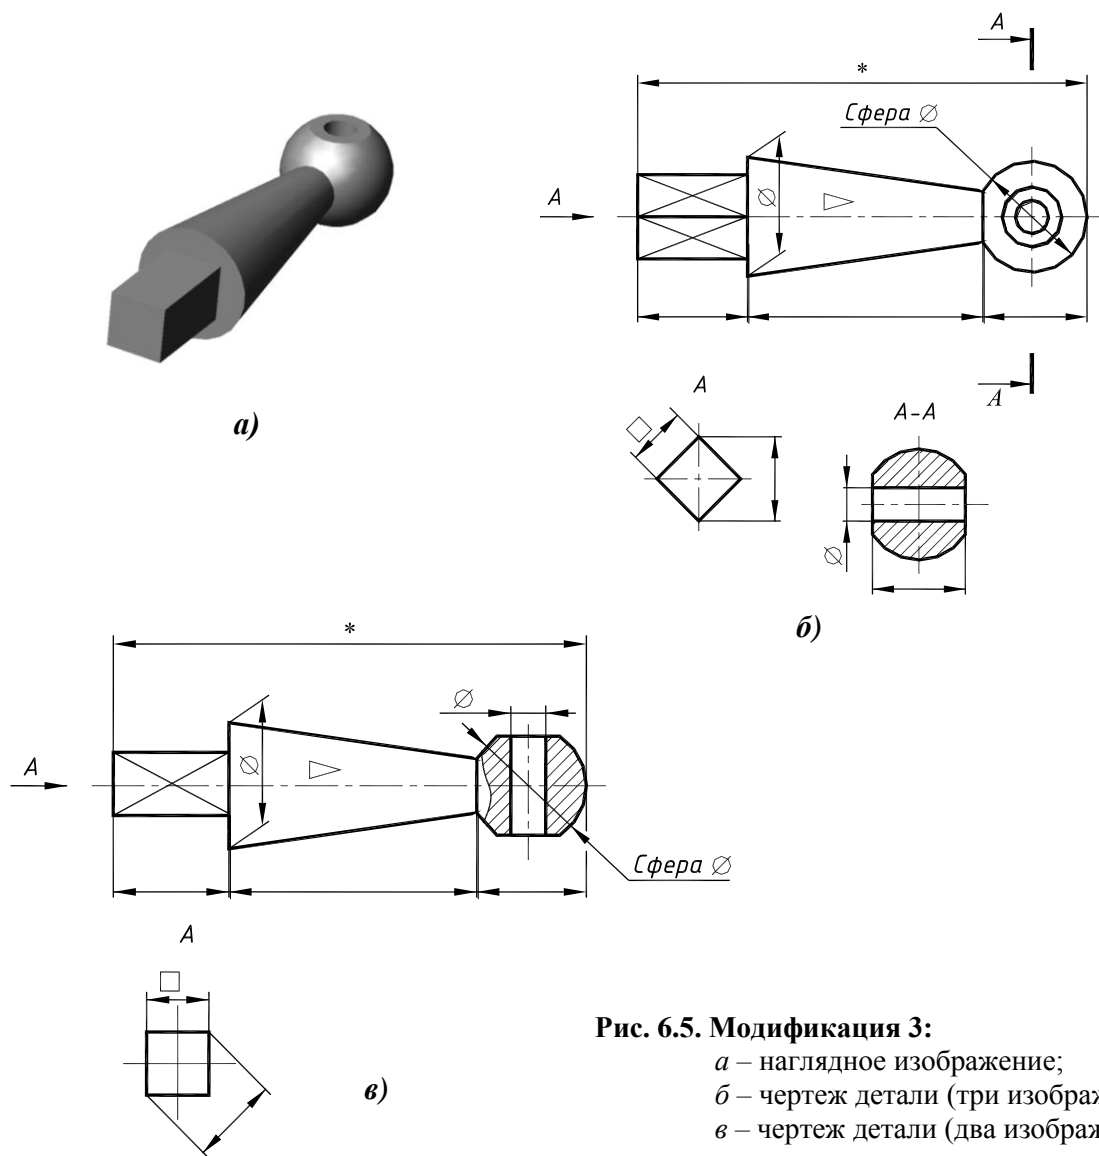 А
*
Сфера ∅
А
∅
А
А
А-А
□
∅
а)
б)
*
∅
А
∅
Сфера ∅
А
□
в)
Рис. 6.5. Модификация 3:
а – наглядное изображение;
б – чертеж детали (три изображ
в – чертеж детали (два изображ